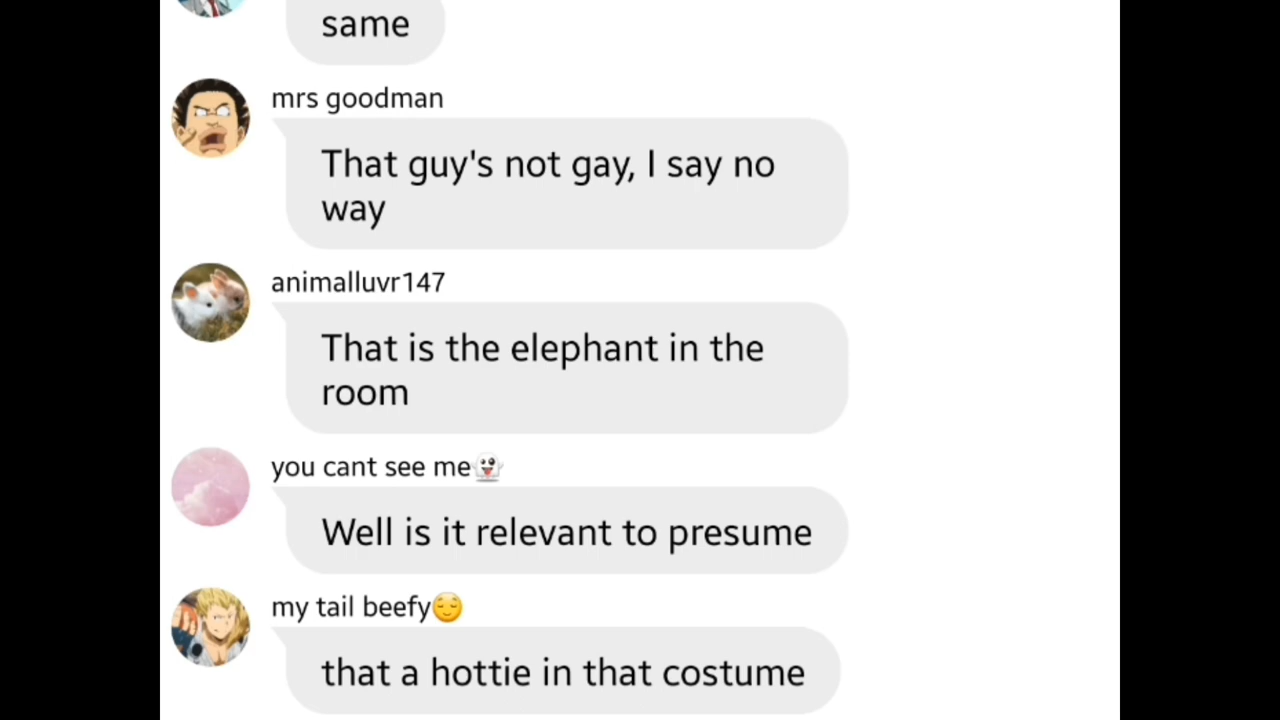 same
mrs goodman
That guy's not gay, I say no
way
animalluvr147
That is the elephant in the
room
you cant see me👻
Well is it relevant to presume
my tail beefy😌
that a hottie in that costume